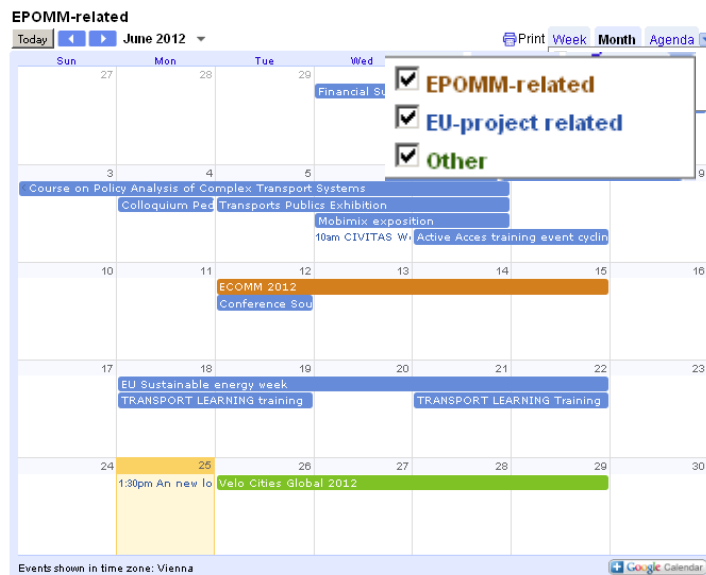 EPOMM-related
Today June 2012 Print Week Month Agenda
Sun Mon Tue Wed
27 28 29
Financial Su
EPOMM-related
EU-project related
Other
3 4 5 9
Course on Policy Analysis of Complex Transport Systems
Colloquium Ped Transports Publics Exhibition
Mobimix exposition
10am CIVITAS W Active Acces training event cyclin
10 11 12 13 14 15 16
ECOMM 2012
Conference Sou
17 18 19 20 21 22 23
EU Sustainable energy week
TRANSPORT LEARNING training TRANSPORT LEARNING Training
24 25 26 27 28 29 30
1:30pm An new lo Velo Cities Global 2012
Events shown in time zone: Vienna Google Calendar